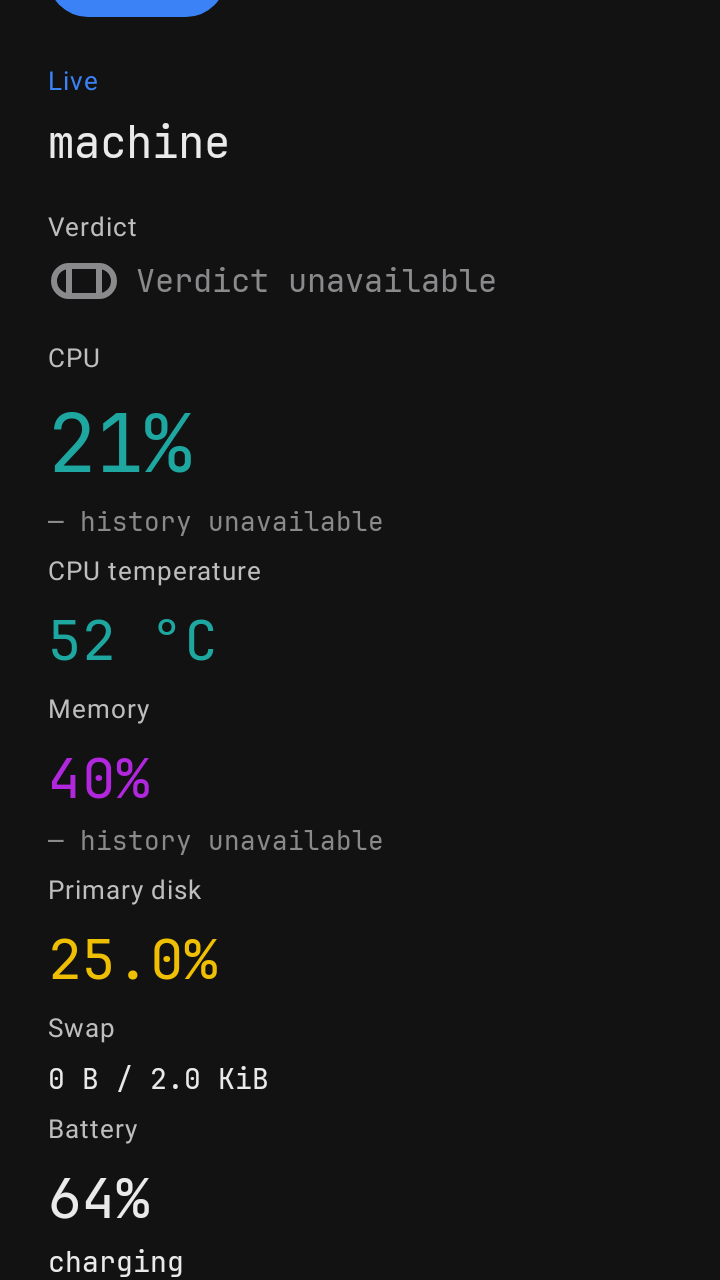 Live
machine
Verdict
Verdict unavailable
CPU
21%
— history unavailable
CPU temperature
52 °C
Memory
40%
— history unavailable
Primary disk
25.0%
Swap
0 B / 2.0 KiB
Battery
64%
charging